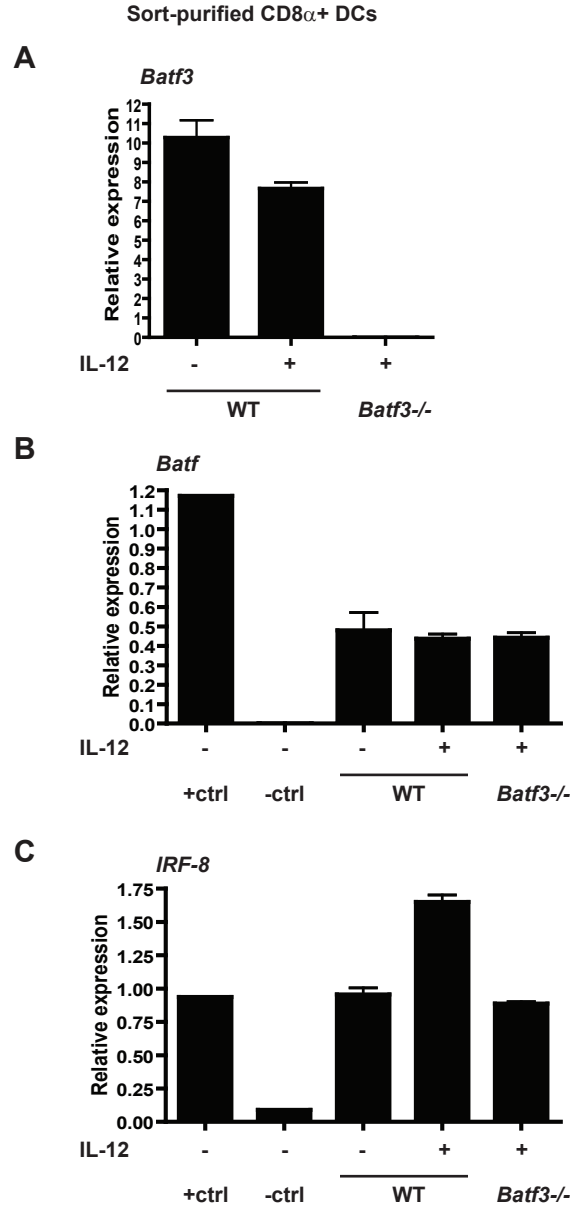 Sort-purified CD8α+ DCs
A
Batf3
12
11
10
9
8
7
6
5
4
3
2
1
0
Relative expression
IL-12 - + +
WT Batf3-/-
B
Batf
1.2
1.1
1.0
0.9
0.8
0.7
0.6
0.5
0.4
0.3
0.2
0.1
0.0
Relative expression
IL-12 - - - + +
+ctrl -ctrl WT Batf3-/-
C
IRF-8
1.75
1.50
1.25
1.00
0.75
0.50
0.25
0.00
Relative expression
IL-12 - - - + +
+ctrl -ctrl WT Batf3-/-